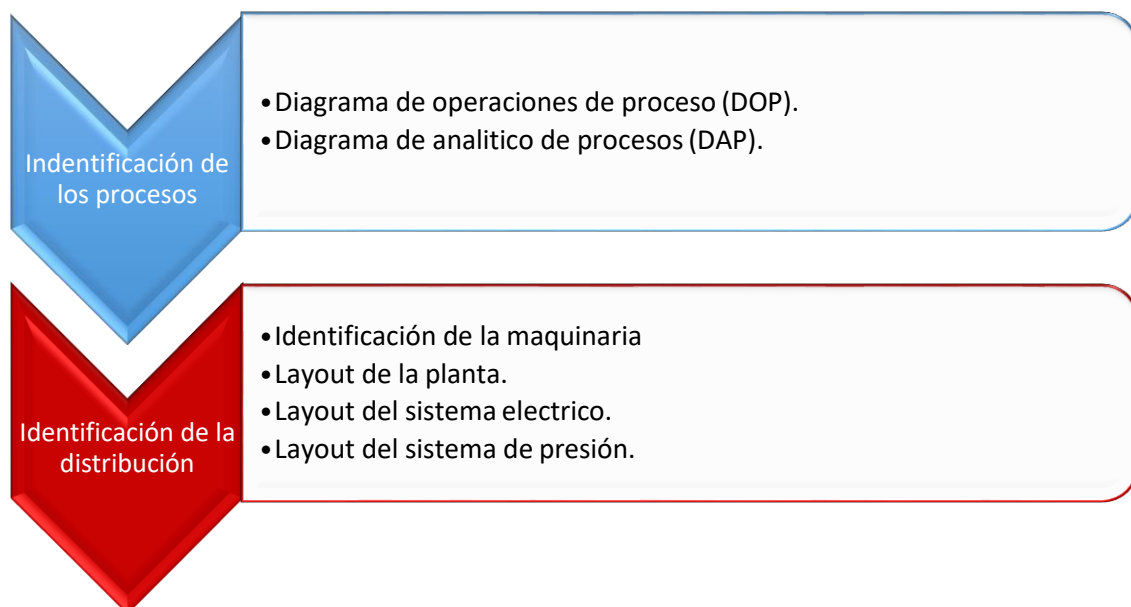 Indentificación de
los procesos
•Diagrama de operaciones de proceso (DOP).
•Diagrama de analitico de procesos (DAP).
Identificación de la
distribución
•Identificación de la maquinaria
•Layout de la planta.
•Layout del sistema electrico.
•Layout del sistema de presión.